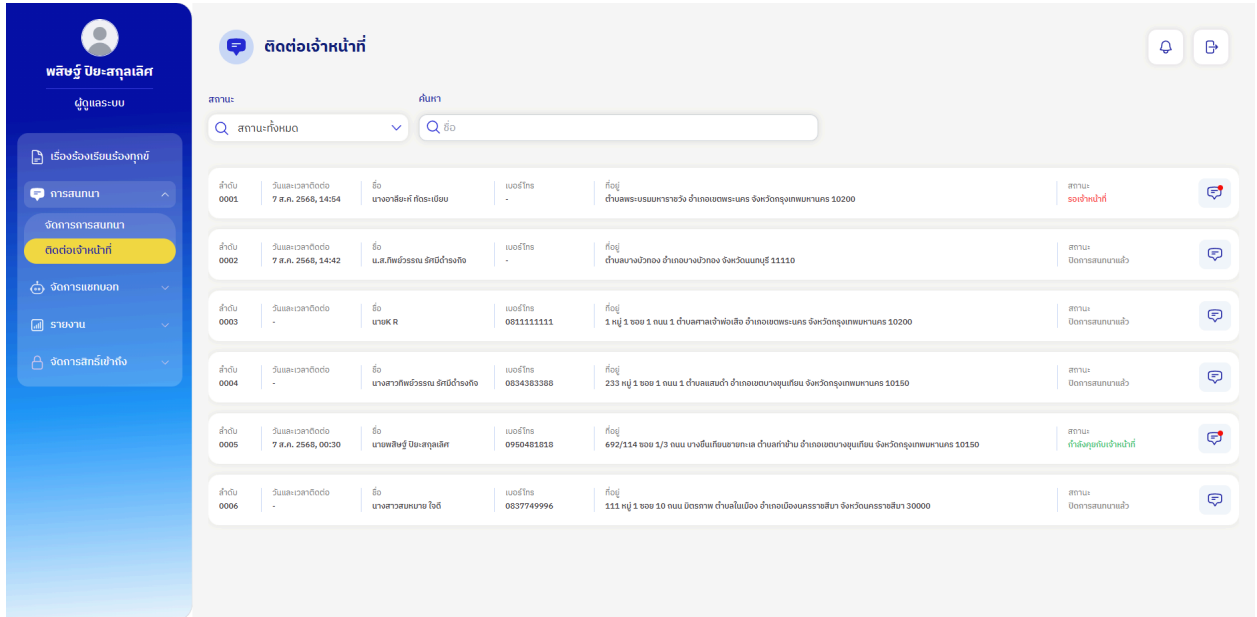 พสิษฐ์ ปิยะสกุลเลิศ
ผู้ดูแลระบบ
เรื่องร้องเรียนร้องทุกข์
การสนทนา
จัดการการสนทนา
ติดต่อเจ้าหน้าที่
จัดการแชทบอท
รายงาน
จัดการสิทธิ์เข้าถึง
ติดต่อเจ้าหน้าที่
สถานะ ค้นหา
สถานะทั้งหมด ชื่อ
ลำดับ วันและเวลาติดต่อ ชื่อ เบอร์โทร ที่อยู่ สถานะ
0001 7 ส.ค. 2568, 14:54 นางอาลียะห์ ทัดระเบียบ - ตำบลพระบรมมหาราชวัง อำเภอเขตพระนคร จังหวัดกรุงเทพมหานคร 10200 รอเจ้าหน้าที่
ลำดับ วันและเวลาติดต่อ ชื่อ เบอร์โทร ที่อยู่ สถานะ
0002 7 ส.ค. 2568, 14:42 น.ส.ทิพย์วรรณ รัศมีดำรงกิจ - ตำบลบางบัวทอง อำเภอบางบัวทอง จังหวัดนนทบุรี 11110 ปิดการสนทนาแล้ว
ลำดับ วันและเวลาติดต่อ ชื่อ เบอร์โทร ที่อยู่ สถานะ
0003 - นายK R 0811111111 1 หมู่ 1 ซอย 1 ถนน 1 ตำบลศาลเจ้าพ่อเสือ อำเภอเขตพระนคร จังหวัดกรุงเทพมหานคร 10200 ปิดการสนทนาแล้ว
ลำดับ วันและเวลาติดต่อ ชื่อ เบอร์โทร ที่อยู่ สถานะ
0004 - นางสาวทิพย์วรรณ รัศมีดำรงกิจ 0834383388 233 หมู่ 1 ซอย 1 ถนน 1 ตำบลแสมดำ อำเภอเขตบางขุนเทียน จังหวัดกรุงเทพมหานคร 10150 ปิดการสนทนาแล้ว
ลำดับ วันและเวลาติดต่อ ชื่อ เบอร์โทร ที่อยู่ สถานะ
0005 7 ส.ค. 2568, 00:30 นายพสิษฐ์ ปิยะสกุลเลิศ 0950481818 692/114 ซอย 1/3 ถนน บางขึ้นเทียนชายทะเล ตำบลท่าข้าม อำเภอเขตบางขุนเทียน จังหวัดกรุงเทพมหานคร 10150 กำลังคุยกับเจ้าหน้าที่
ลำดับ วันและเวลาติดต่อ ชื่อ เบอร์โทร ที่อยู่ สถานะ
0006 - นางสาวสมหมาย ใจดี 0837749996 111 หมู่ 1 ซอย 10 ถนน มิตรภาพ ตำบลในเมือง อำเภอเมืองนครราชสีมา จังหวัดนครราชสีมา 30000 ปิดการสนทนาแล้ว